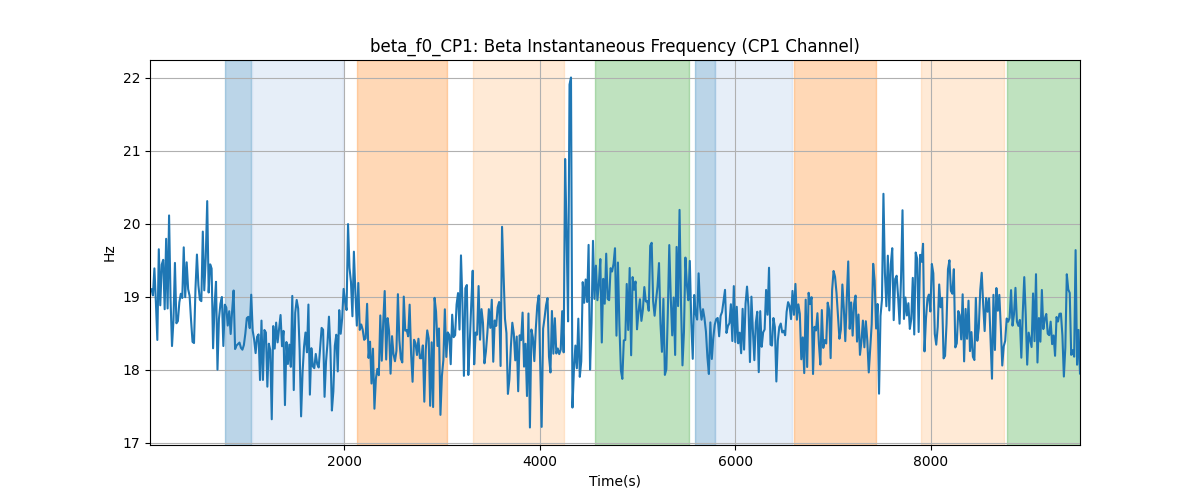 beta_f0_CP1: Beta Instantaneous Frequency (CP1 Channel)
22
21
20
19
18
17
Hz
2000 4000 6000 8000
Time(s)